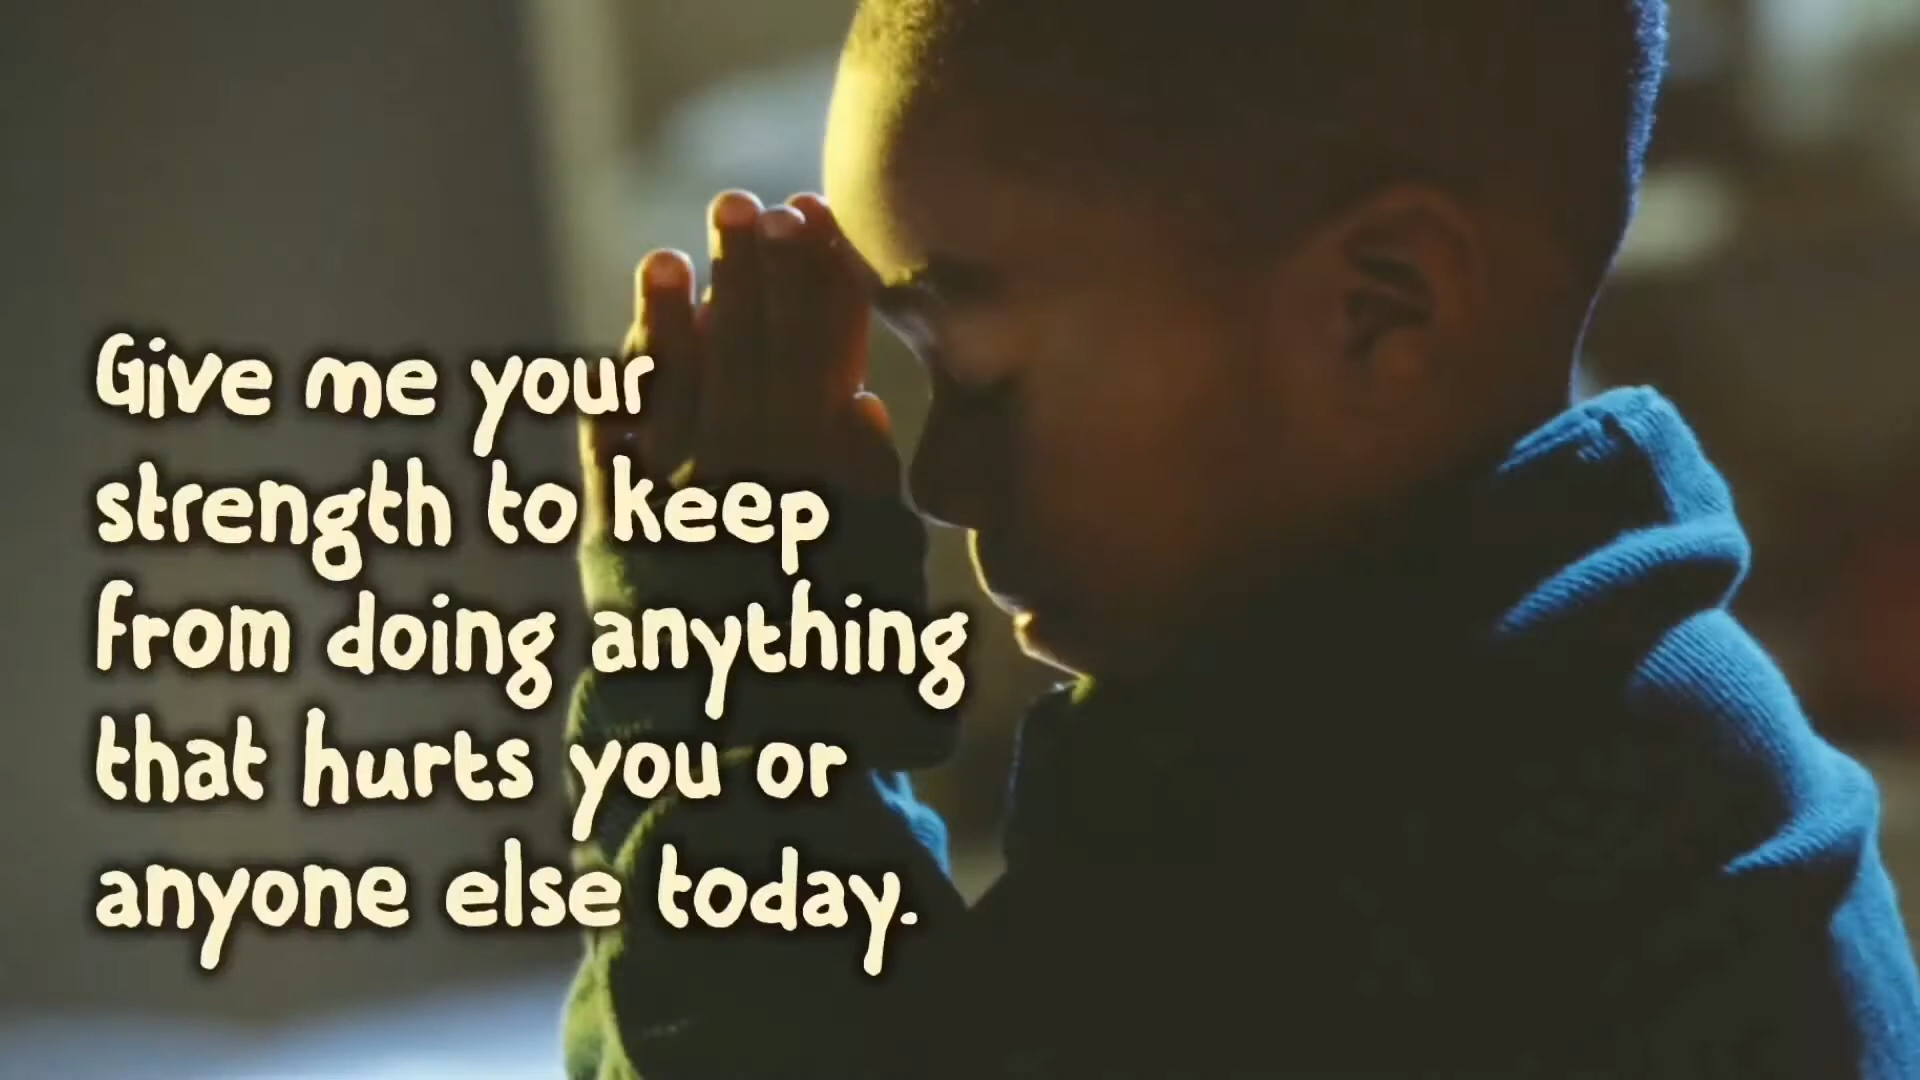 Give me your
strength to keep
from doing anything
that hurts you or
anyone else today.